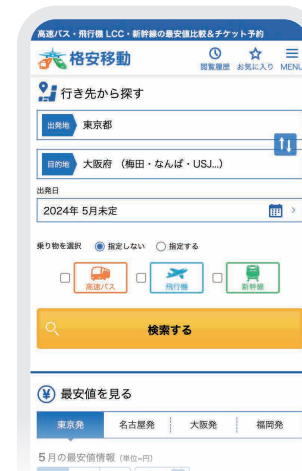 高速バス・飛行機 LCC・新幹線の最安値比較&チケット予約
格安移動
閲覧履歴 お気に入り MENU
行き先から探す
出発地 東京都
目的地 大阪府 (梅田・なんば・USJ...)
出発日
2024年 5月未定
乗り物を選択 指定しない 指定する
高速バス 飛行機 新幹線
検索する
最安値を見る
東京発 名古屋発 大阪発 福岡発
5月の最安値情報 (単位=円)